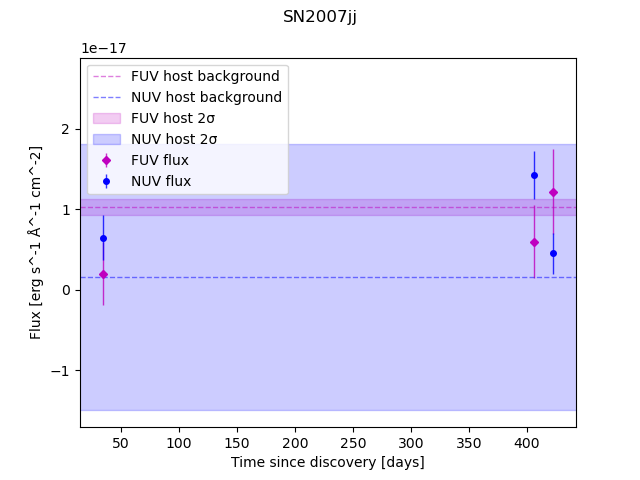 SN2007jj
1e−17
FUV host background
NUV host background
FUV host 2σ
NUV host 2σ
FUV flux
NUV flux
2
1
0
−1
Flux [erg s^-1 Å^-1 cm^-2]
50 100 150 200 250 300 350 400
Time since discovery [days]